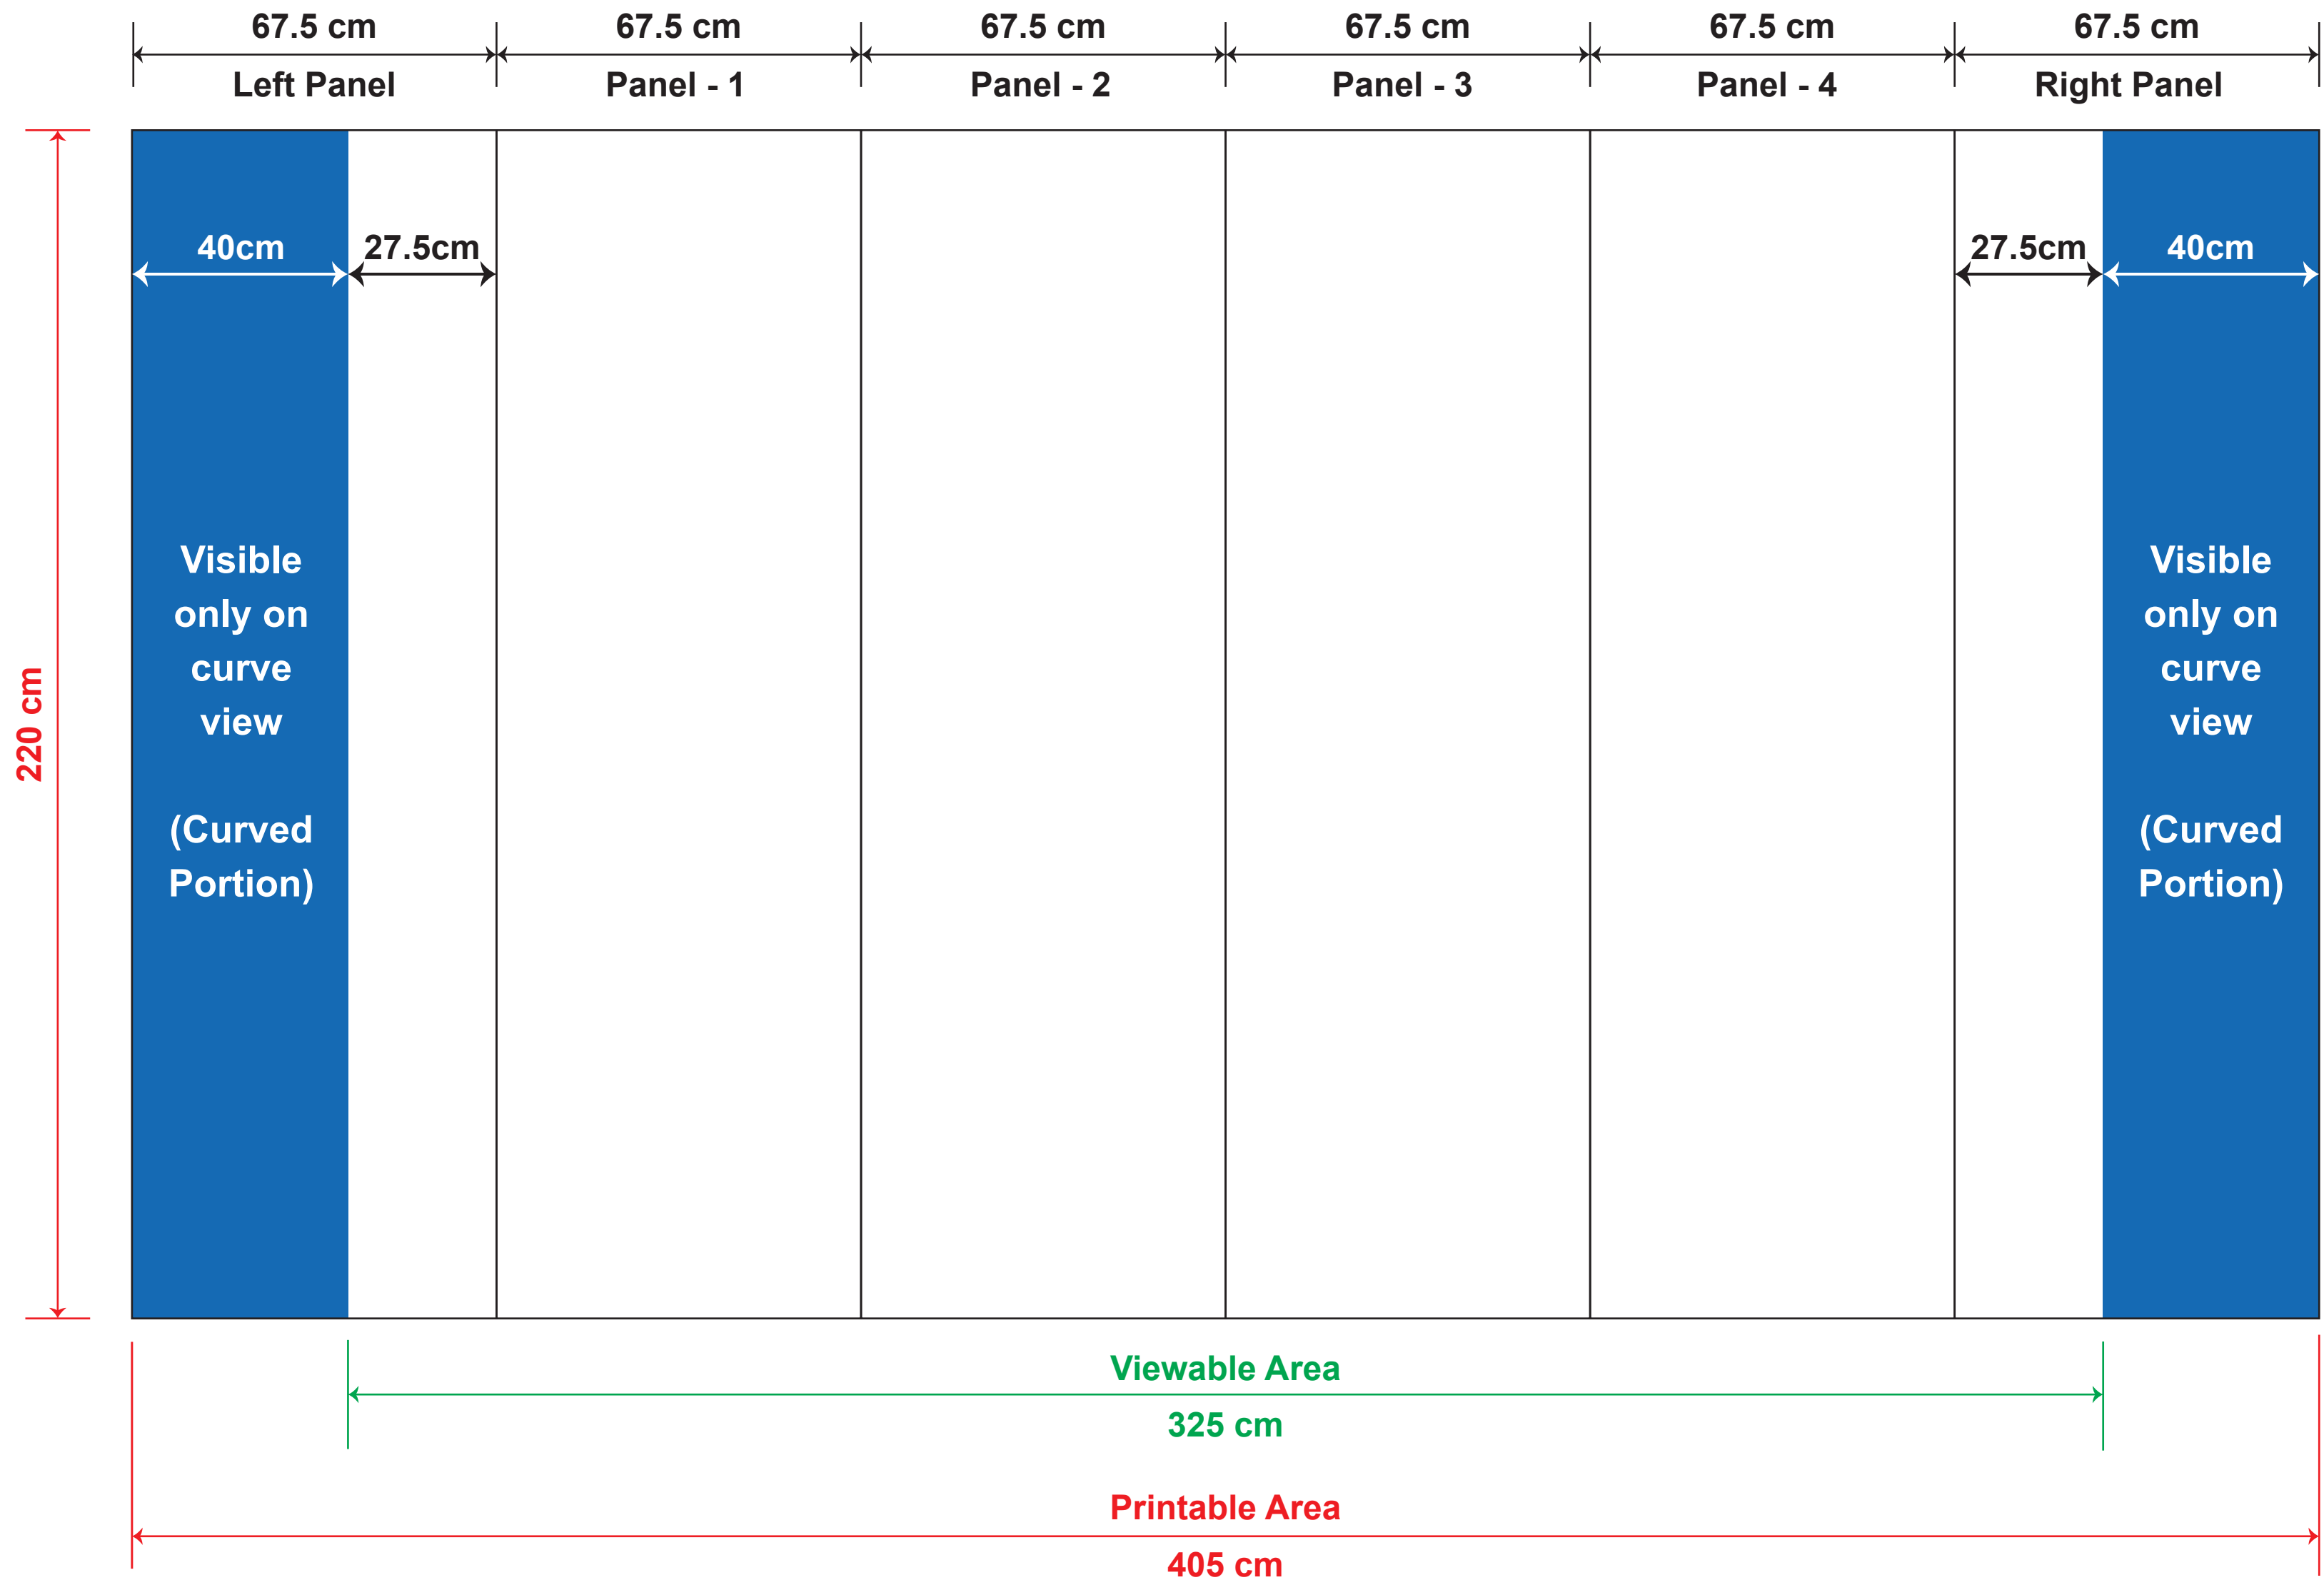 67.5 cm 67.5 cm 67.5 cm 67.5 cm 67.5 cm 67.5 cm
Left Panel Panel - 1 Panel - 2 Panel - 3 Panel - 4 Right Panel
40cm 27.5cm 27.5cm 40cm
220 cm
Visible
only on
curve
view
(Curved
Portion)
Visible
only on
curve
view
(Curved
Portion)
Viewable Area
325 cm
Printable Area
405 cm